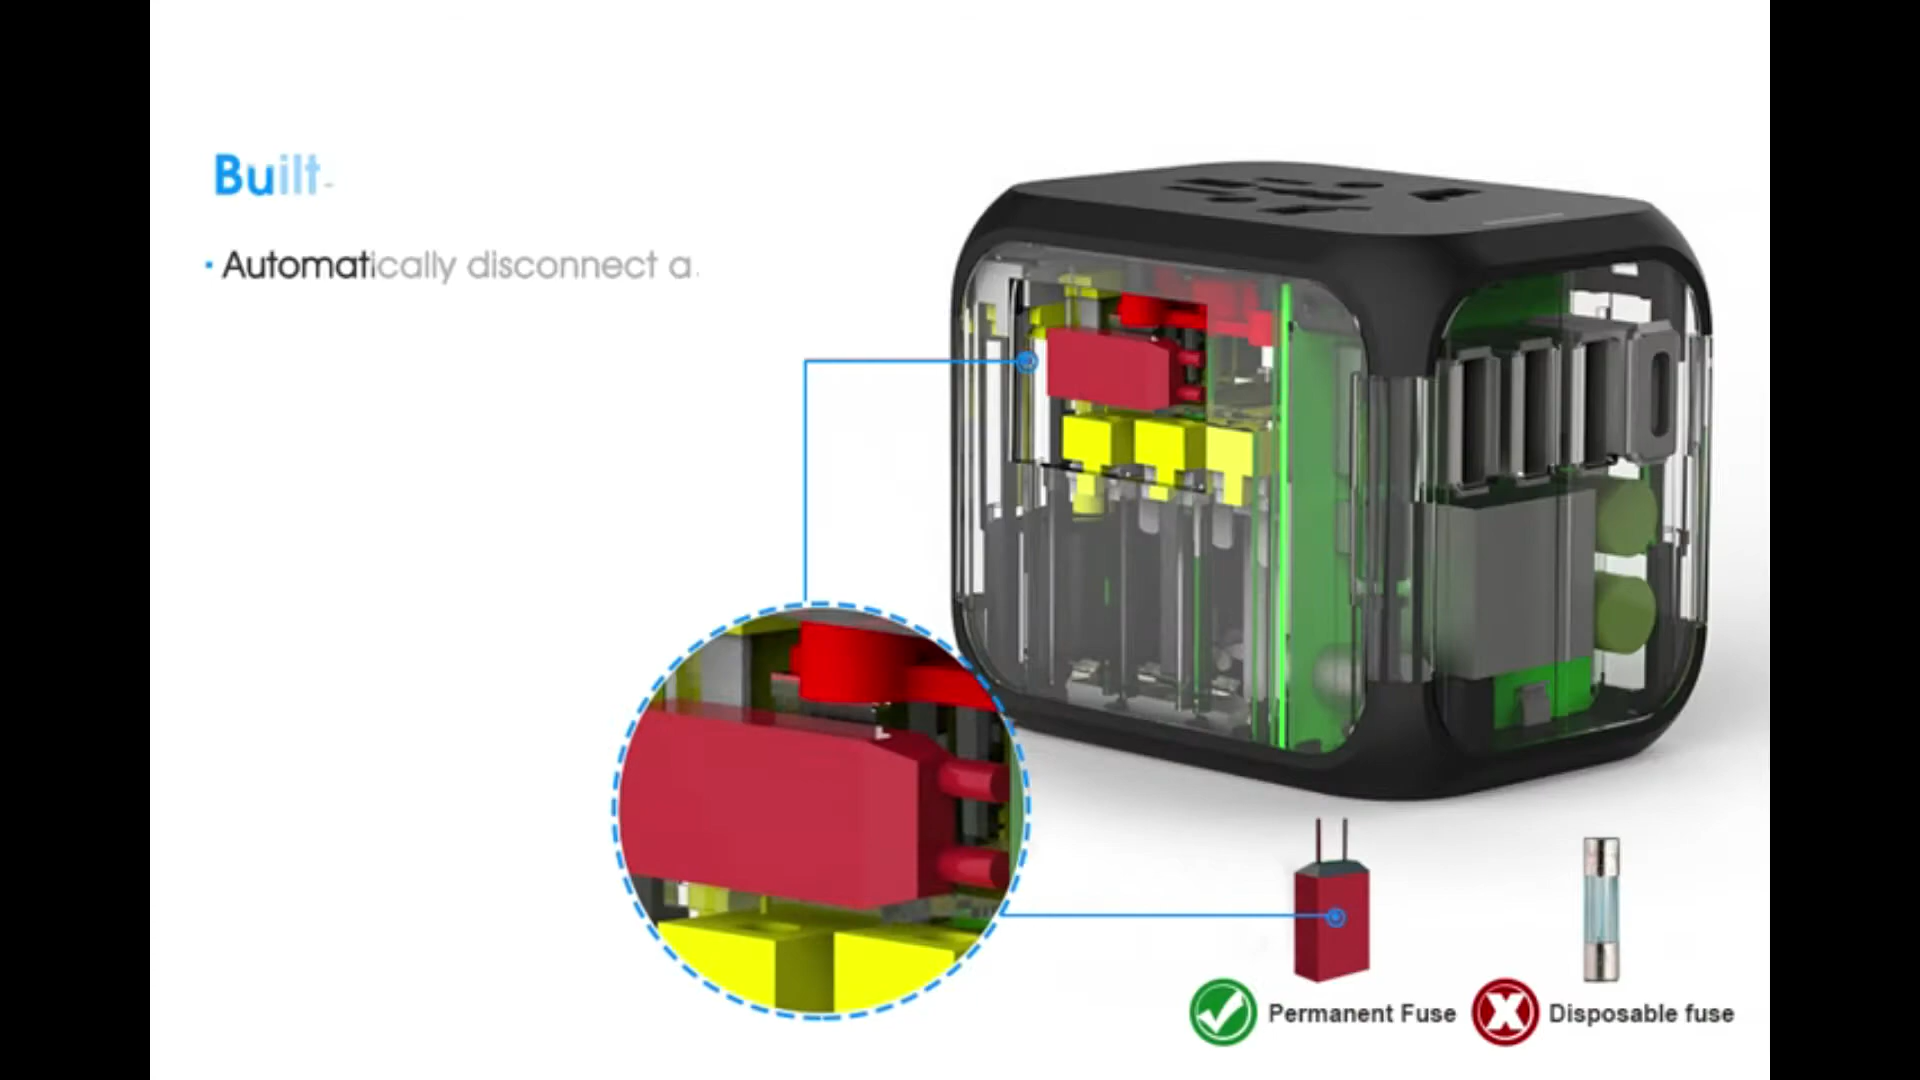 Built-
· Automatically disconnect a
Permanent Fuse
Disposable fuse